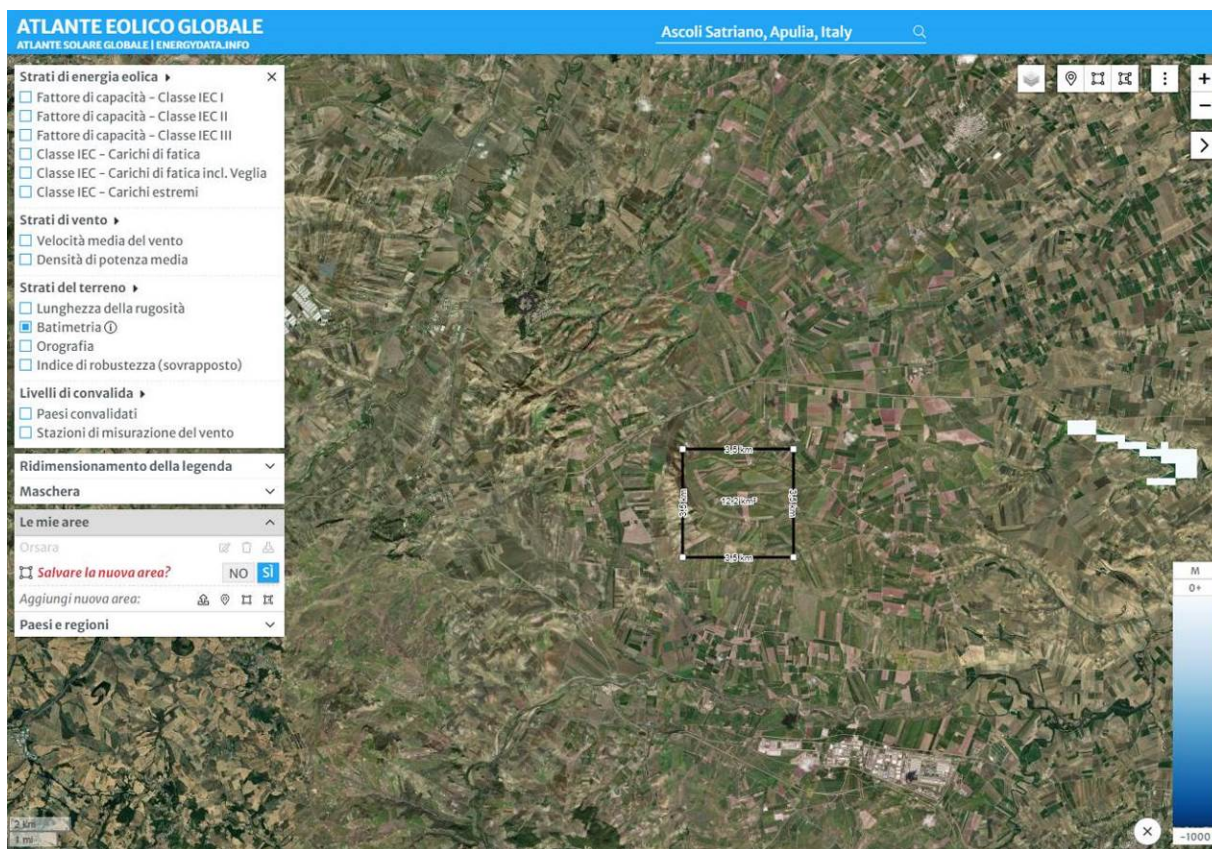 ATLANTE EOLICO GLOBALE
ATLANTE SOLARE GLOBALE | ENERGYDATA.INFO
Ascoli Satriano, Apulia, Italy
Strati di energia eolica
Fattore di capacità - Classe IEC I
Fattore di capacità - Classe IEC II
Fattore di capacità - Classe IEC III
Classe IEC - Carichi di fatica
Classe IEC - Carichi di fatica incl. Veglia
Classe IEC - Carichi estremi
Strati di vento
Velocità media del vento
Densità di potenza media
Strati del terreno
Lunghezza della rugosità
Batimetria
Orografia
Indice di robustezza (sovrapposto)
Livelli di convalida
Paesi convalidati
Stazioni di misurazione del vento
Ridimensionamento della legenda
Maschera
Le mie aree
Orsara
Salvare la nuova area? NO SÌ
Aggiungi nuova area:
Paesi e regioni
3,5 km
3,5 km
12,2 km²
3,5 km
3,5 km
M
0+
-1000
2 km
1 mi